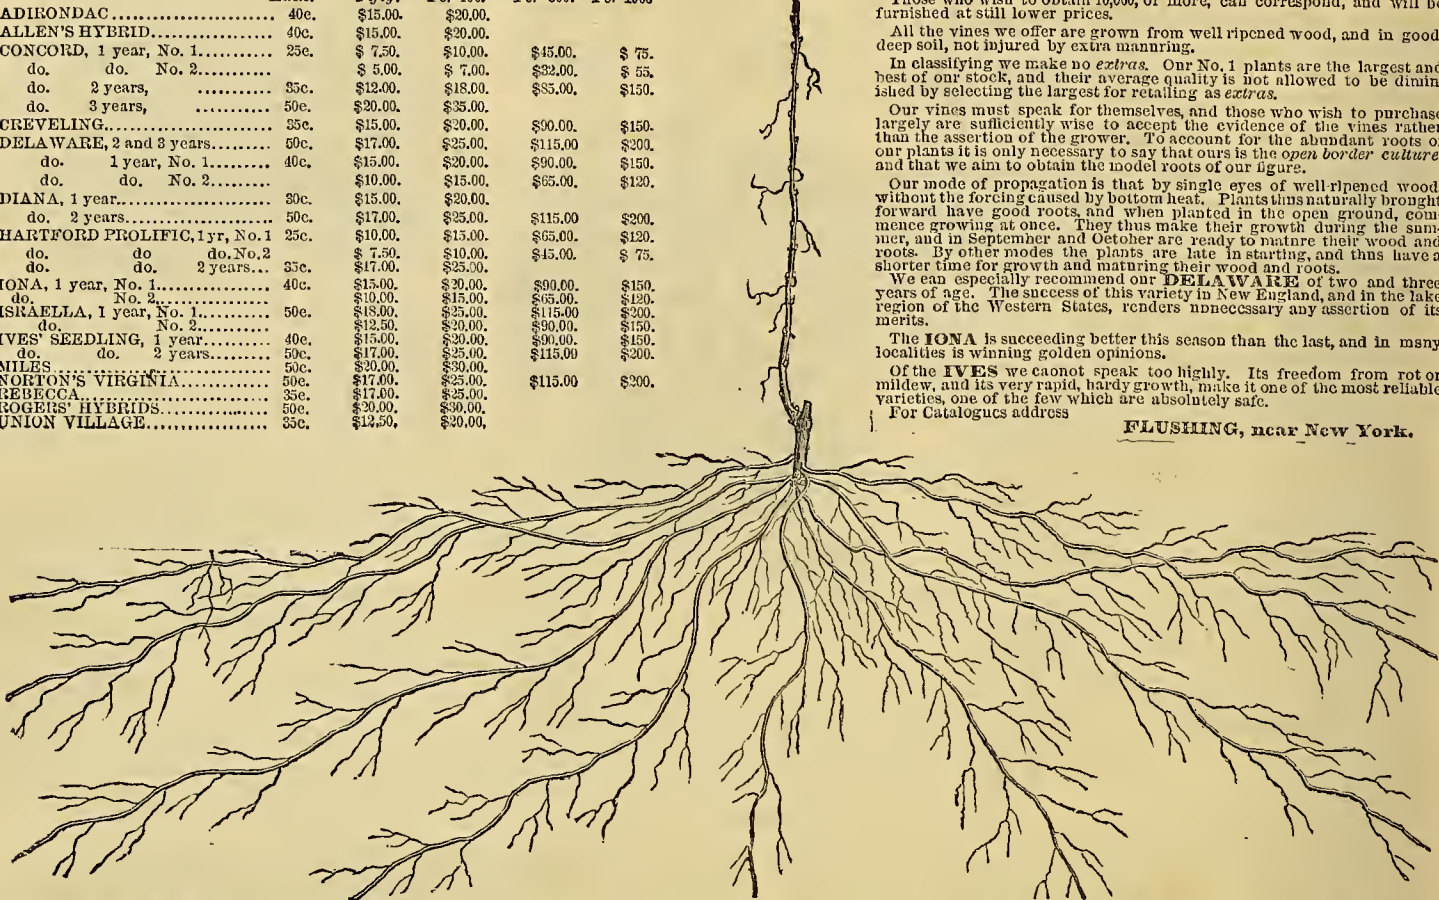 ADIRONDAC...................... 40c. $15.00. $20.00.
ALLEN'S HYBRID................. 40c. $15.00. $20.00.
CONCORD, 1 year, No. 1.......... 25c. $ 7.50. $10.00. $45.00. $ 75.
do. do. No. 2........... $ 5.00. $ 7.00. $32.00. $ 55.
do. 2 years, ........... 35c. $12.00. $18.00. $85.00. $150.
do. 3 years, ........... 50c. $20.00. $35.00.
CREVELING...................... 35c. $15.00. $20.00. $90.00. $150.
DELAWARE, 2 and 3 years........ 50c. $17.00. $25.00. $115.00 $200.
do. 1 year, No. 1........ 40c. $15.00. $20.00. $90.00. $150.
do. do. No. 2........ $10.00. $15.00. $65.00. $120.
DIANA, 1 year.................. 30c. $15.00. $20.00.
do. 2 years................. 50c. $17.00. $25.00. $115.00 $200.
HARTFORD PROLIFIC, 1yr, No.1 25c. $10.00. $15.00. $65.00. $120.
do. do do.No.2 $ 7.50. $10.00. $45.00. $ 75.
do. do. 2 years... 35c. $17.00. $25.00.
IONA, 1 year, No. 1.............. 40c. $15.00. $20.00. $90.00. $150.
do. No. 2.............. $10.00. $15.00. $65.00. $120.
ISRAELLA, 1 year, No. 1......... 50c. $18.00. $25.00. $115.00 $200.
do. No. 2......... $12.50. $20.00. $90.00. $150.
IVES' SEEDLING, 1 year......... 40c. $15.00. $20.00. $90.00. $150.
do. do. 2 years......... 50c. $17.00. $25.00. $115.00 $200.
MILES........................... 50c. $20.00. $30.00.
NORTON'S VIRGINIA............. 50c. $17.00. $25.00. $115.00 $200.
REBECCA........................ 35c. $17.00. $25.00.
ROGERS' HYBRIDS............... 50c. $20.00. $30.00.
UNION VILLAGE................. 35c. $12.50. $20.00.
Those who wish to obtain 10,000, or more, can correspond, and will be
furnished at still lower prices.
All the vines we offer are grown from well ripened wood, and in good
deep soil, not injured by extra manuring.
In classifying we make no extras. Our No. 1 plants are the largest and
best of our stock, and their average quality is not allowed to be dimin
ished by selecting the largest for retailing as extras.
Our vines must speak for themselves, and those who wish to purchase
largely are sufficiently wise to accept the evidence of the vines rather
than the assertion of the grower. To account for the abundant roots of
our plants it is only necessary to say that ours is the open border culture
and that we aim to obtain the model roots of our figure.
Our mode of propagation is that by single eyes of well-ripened wood
without the forcing caused by bottom heat. Plants thus naturally brought
forward have good roots, and when planted in the open ground, com-
mence growing at once. They thus make their growth during the sum-
mer, and in September and October are ready to mature their wood and
roots. By other modes the plants are late in starting, and thus have a
shorter time for growth and maturing their wood and roots.
We can especially recommend our DELAWARE of two and three
years of age. The success of this variety in New England, and in the lake
region of the Western States, renders unnecessary any assertion of its
merits.
The IONA is succeeding better this season than the last, and in many
localities is winning golden opinions.
Of the IVES we cannot speak too highly. Its freedom from rot or
mildew, and its very rapid, hardy growth, make it one of the most reliable
varieties, one of the few which are absolutely safe.
For Catalogues address
FLUSHING, near New York.